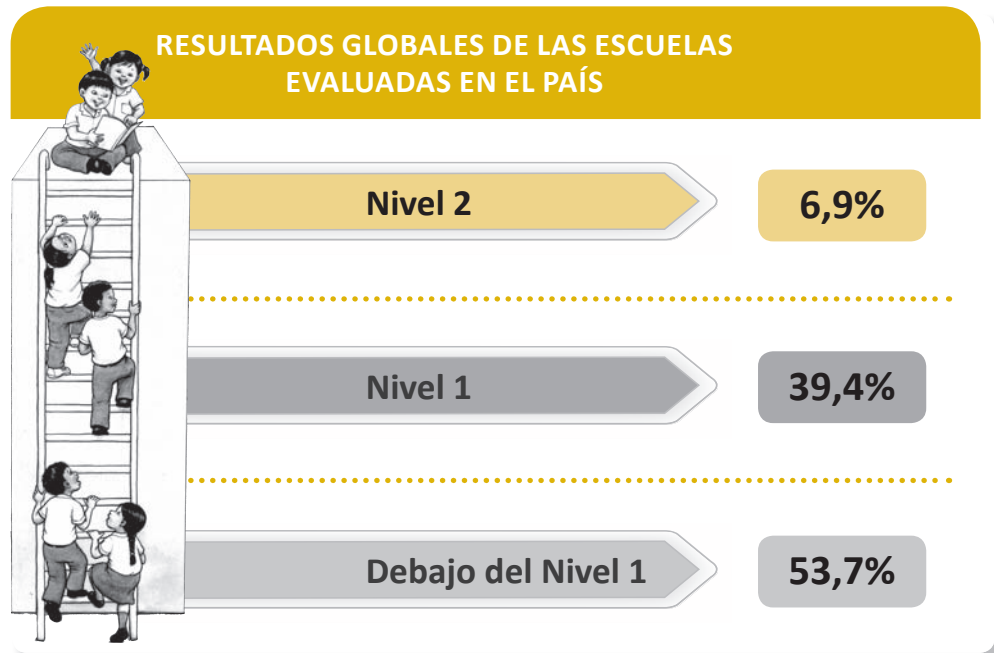 RESULTADOS GLOBALES DE LAS ESCUELAS
EVALUADAS EN EL PAÍS
Nivel 2
6,9%
Nivel 1
39,4%
Debajo del Nivel 1
53,7%